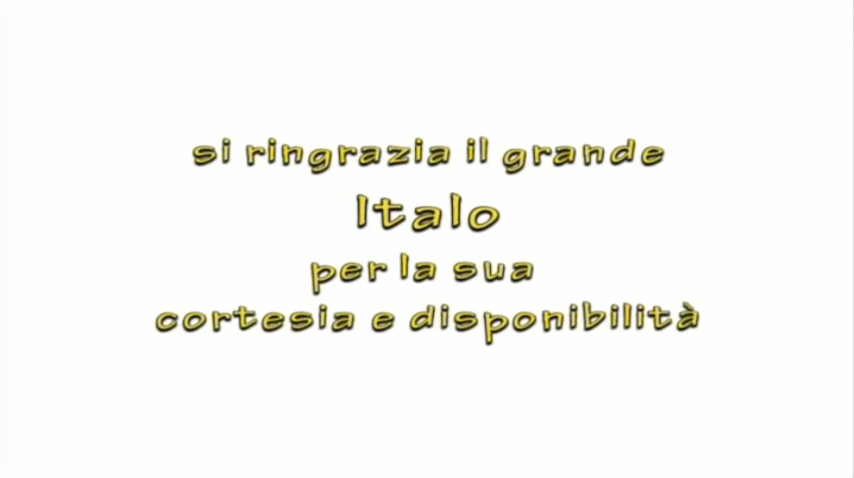 si ringrazia il grande
Italo
per la sua
cortesia e disponibilità